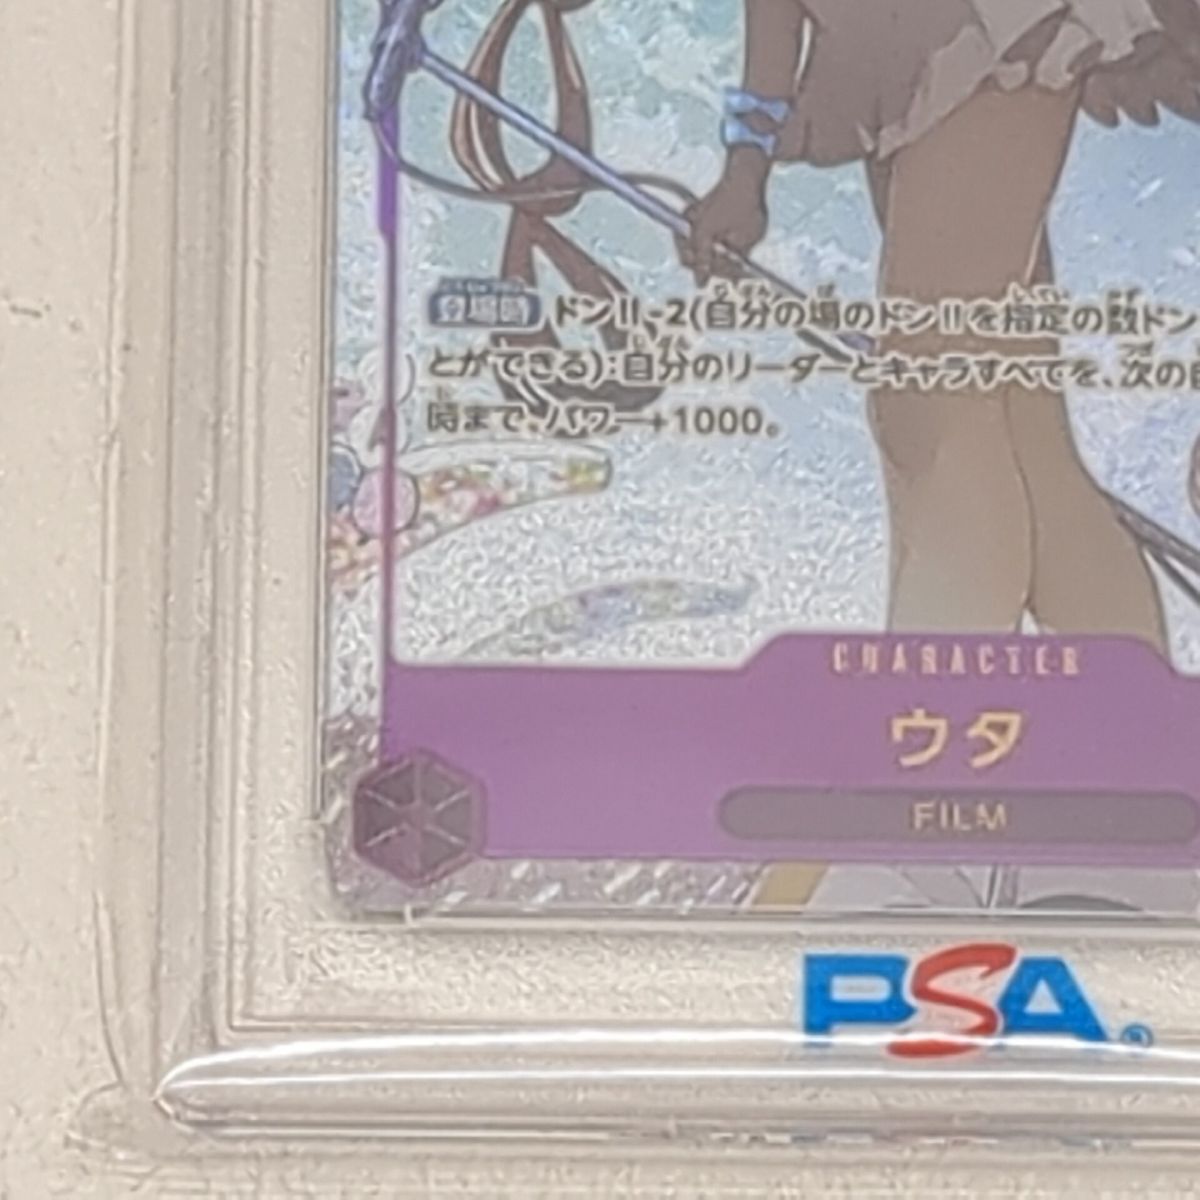 登場時 ドン!!-2(自分の場のドン!!を指定の数ドン
とができる):自分のリーダーとキャラすべてを、次の自
時まで、パワー+1000。
CHARACTER
ウタ
FILM
PSA®